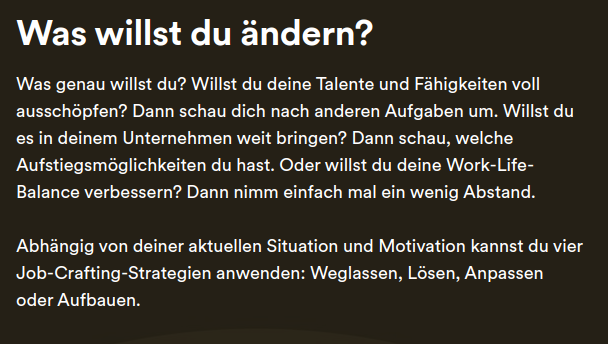 Was willst du ändern?
Was genau willst du? Willst du deine Talente und Fähigkeiten voll
ausschöpfen? Dann schau dich nach anderen Aufgaben um. Willst du
es in deinem Unternehmen weit bringen? Dann schau, welche
Aufstiegsmöglichkeiten du hast. Oder willst du deine Work-Life-
Balance verbessern? Dann nimm einfach mal ein wenig Abstand.
Abhängig von deiner aktuellen Situation und Motivation kannst du vier
Job-Crafting-Strategien anwenden: Weglassen, Lösen, Anpassen
oder Aufbauen.